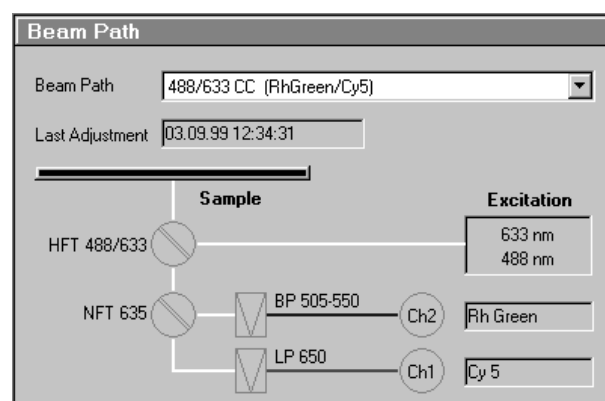 Beam Path
Beam Path 488/633 CC (RhGreen/Cy5)
Last Adjustment 03.09.99 12:34:31
Sample
Excitation
HFT 488/633
633 nm
488 nm
NFT 635
BP 505-550
Ch2
Rh Green
LP 650
Ch1
Cy 5